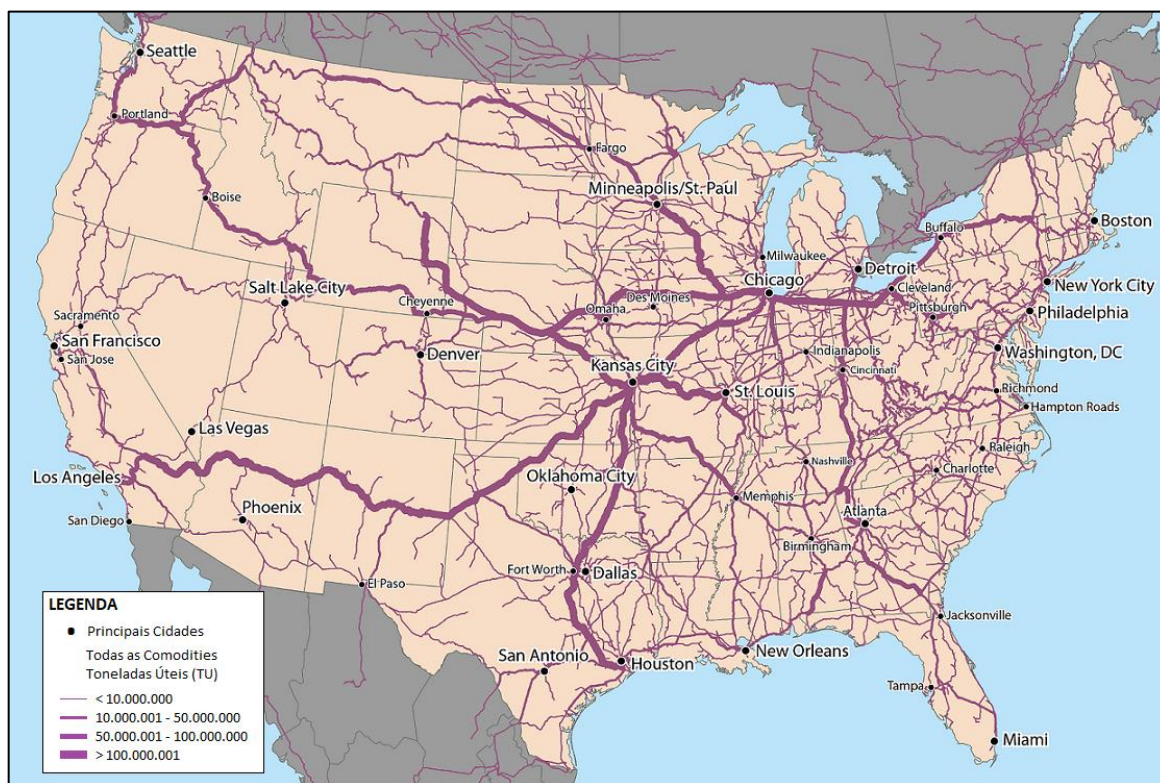 Seattle
Portland
Fargo
Minneapolis/St. Paul
Boise
Buffalo
Boston
Milwaukee
Detroit
Chicago
Cleveland
New York City
Salt Lake City
Cheyenne
Omaha
Des Moines
Pittsburgh
Philadelphia
Sacramento
San Francisco
San Jose
Denver
Indianapolis
Washington, DC
Kansas City
Cincinnati
St. Louis
Richmond
Hampton Roads
Las Vegas
Raleigh
Los Angeles
Oklahoma City
Nashville
Charlotte
Memphis
San Diego
Phoenix
Atlanta
Birmingham
Fort Worth
Dallas
El Paso
Jacksonville
San Antonio
Houston
New Orleans
Tampa
Miami
LEGENDA
Principais Cidades
Todas as Comodities
Toneladas Úteis (TU)
< 10.000.000
10.000.001 - 50.000.000
50.000.001 - 100.000.000
> 100.000.001